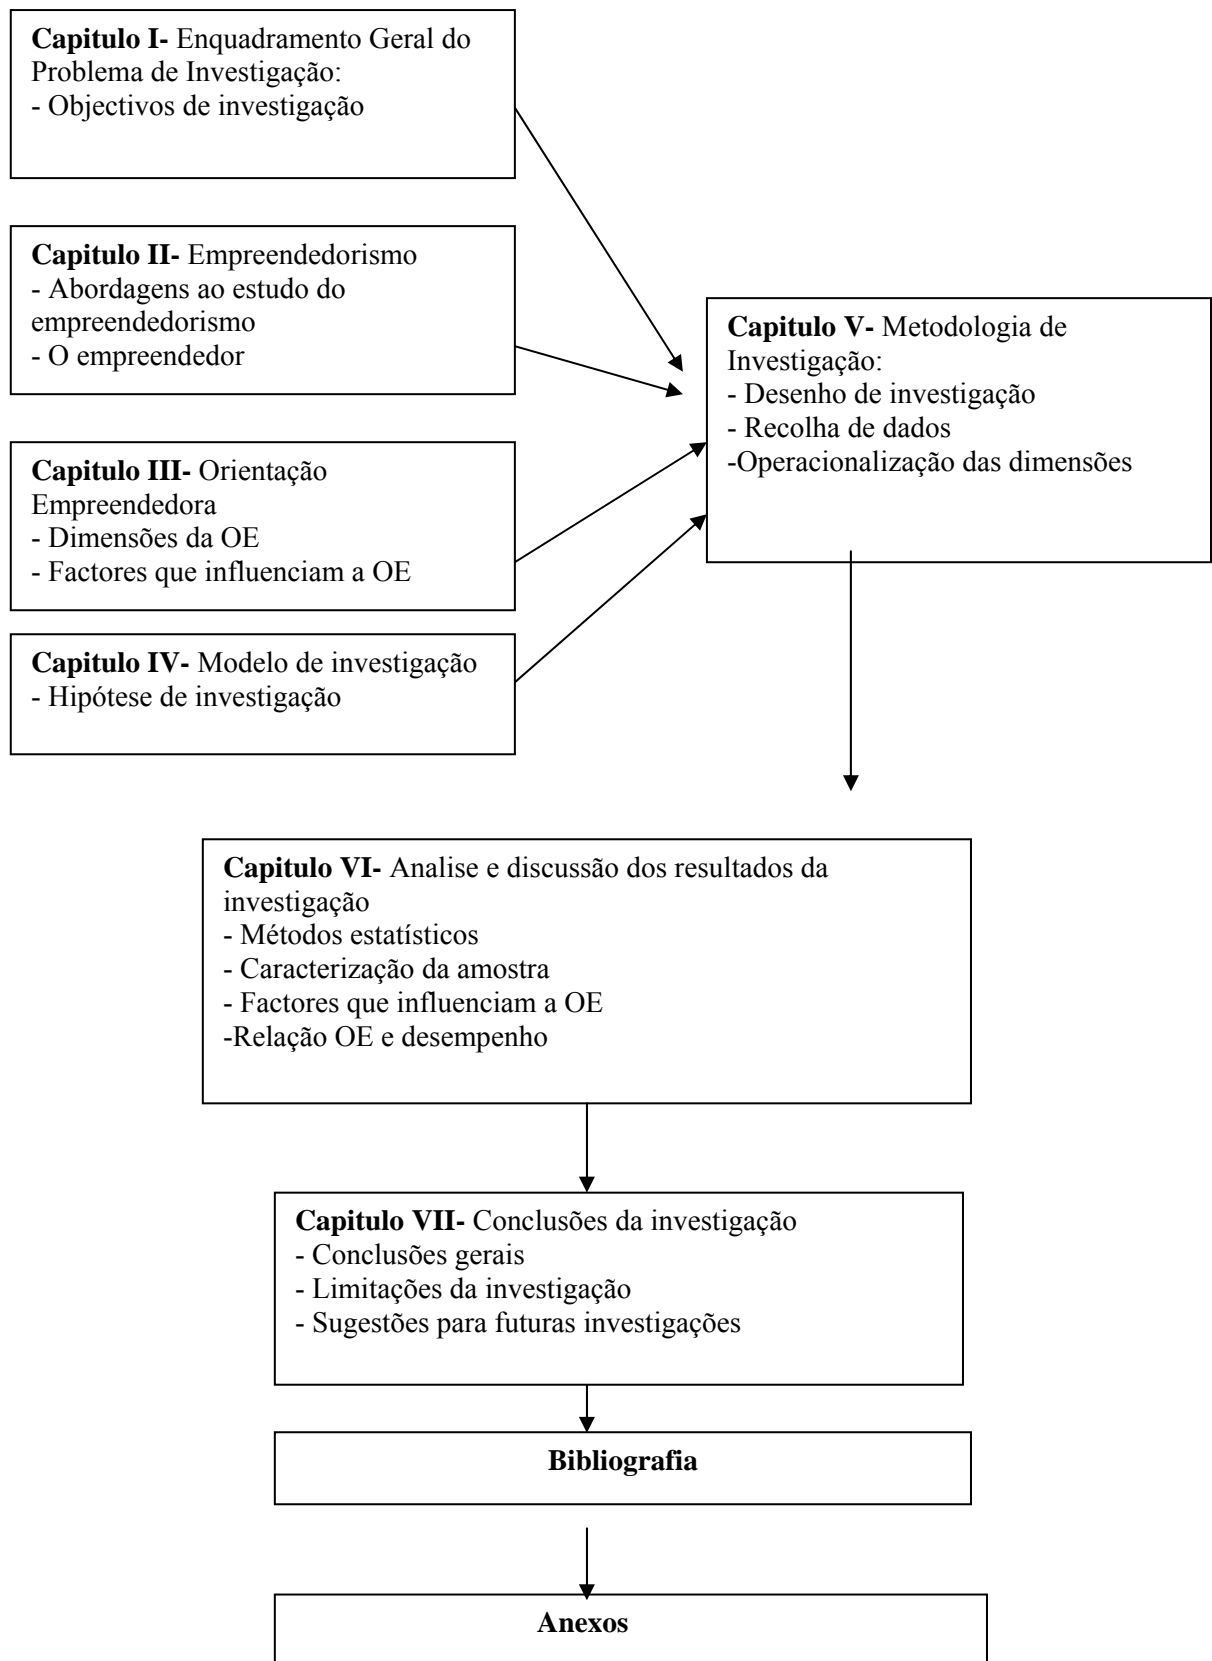 Capitulo I- Enquadramento Geral do
Problema de Investigação:
- Objectivos de investigação
Capitulo II- Empreendedorismo
- Abordagens ao estudo do
empreendedorismo
- O empreendedor
Capitulo III- Orientação
Empreendedora
- Dimensões da OE
- Factores que influenciam a OE
Capitulo IV- Modelo de investigação
- Hipótese de investigação
Capitulo V- Metodologia de
Investigação:
- Desenho de investigação
- Recolha de dados
-Operacionalização das dimensões
Capitulo VI- Analise e discussão dos resultados da
investigação
- Métodos estatísticos
- Caracterização da amostra
- Factores que influenciam a OE
-Relação OE e desempenho
Capitulo VII- Conclusões da investigação
- Conclusões gerais
- Limitações da investigação
- Sugestões para futuras investigações
Bibliografia
Anexos